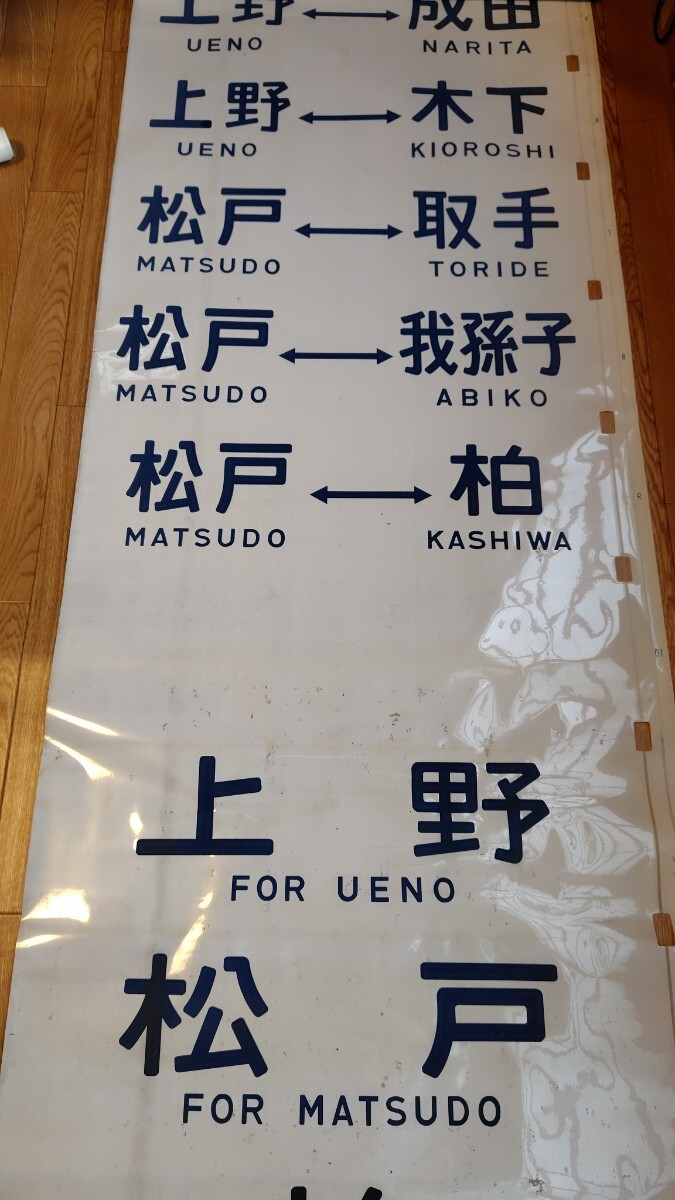 上野 ↔ 成田
UENO NARITA
上野 ↔ 木下
UENO KIOROSHI
松戸 ↔ 取手
MATSUDO TORIDE
松戸 ↔ 我孫子
MATSUDO ABIKO
松戸 ↔ 柏
MATSUDO KASHIWA
上野
FOR UENO
松戸
FOR MATSUDO